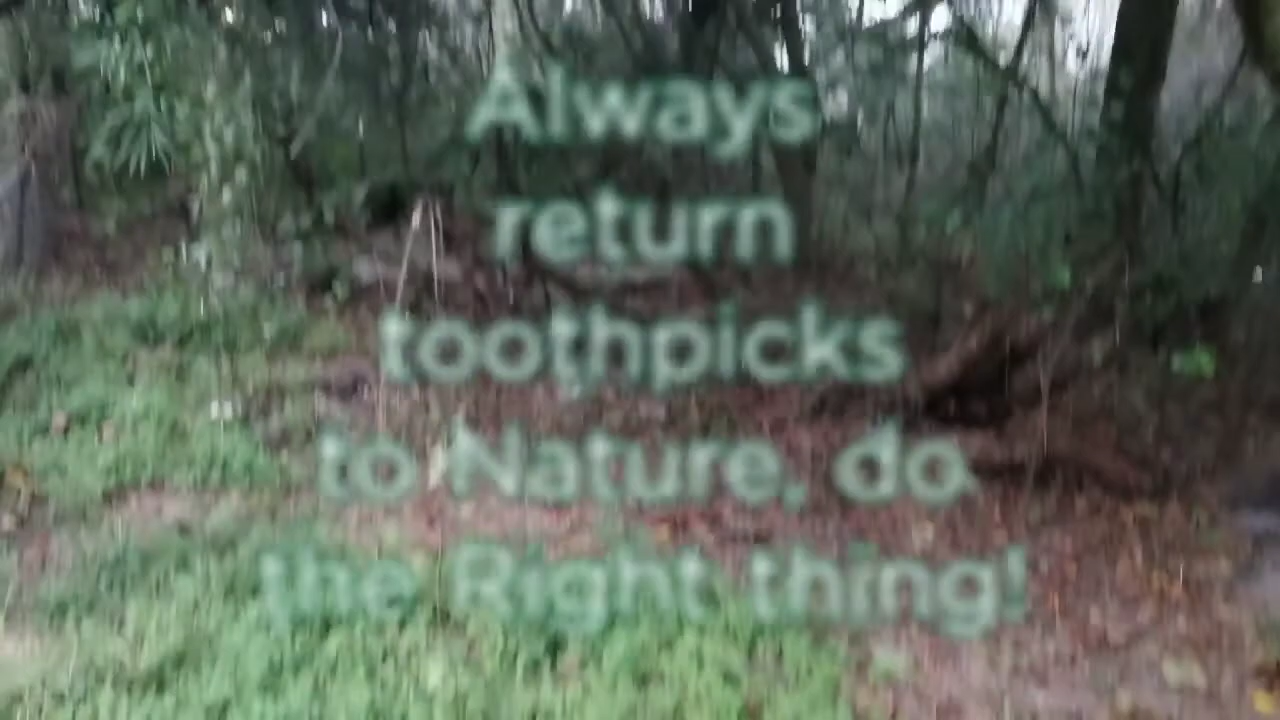 Always
return
toothpicks
to Nature, do
the Right thing!